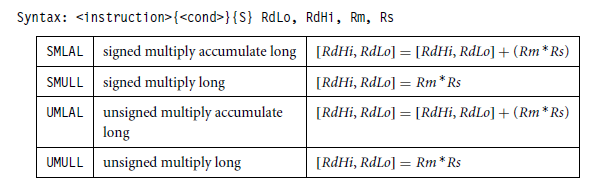 Syntax: <instruction>{<cond>}{S} RdLo, RdHi, Rm, Rs
SMLAL signed multiply accumulate long [RdHi, RdLo] = [RdHi, RdLo] + (Rm*Rs)
SMULL signed multiply long [RdHi, RdLo] = Rm*Rs
UMLAL unsigned multiply accumulate [RdHi, RdLo] = [RdHi, RdLo] + (Rm*Rs)
long
UMULL unsigned multiply long [RdHi, RdLo] = Rm*Rs